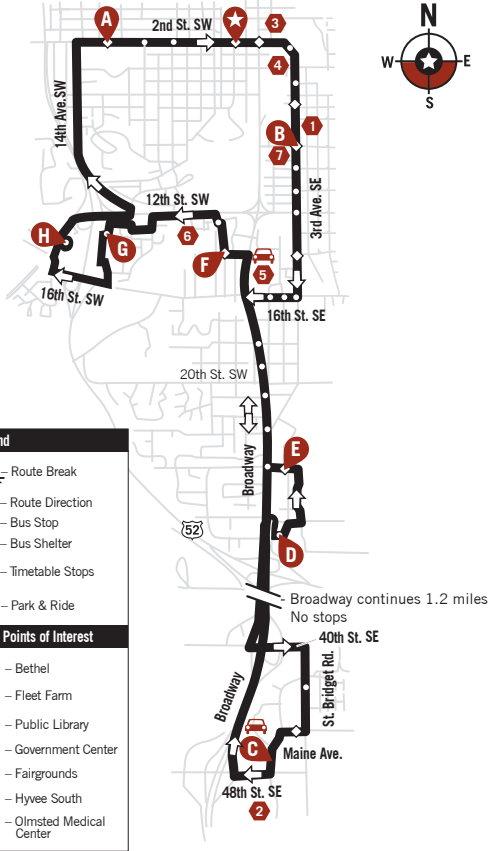 A
2nd St. SW
3
4
14th Ave.SW
N
W
E
S
B
1
7
3rd Ave. SE
12th St. SW
6
H
G
F
5
16th St. SW
16th St. SE
20th St. SW
Broadway
E
52
D
nd
– Route Break
– Route Direction
– Bus Stop
– Bus Shelter
– Timetable Stops
– Park & Ride
Points of Interest
– Bethel
– Fleet Farm
– Public Library
– Government Center
– Fairgrounds
– Hyvee South
– Olmsted Medical
Center
Broadway continues 1.2 miles
No stops
40th St. SE
St. Bridget Rd.
Broadway
C
Maine Ave.
48th St. SE
2